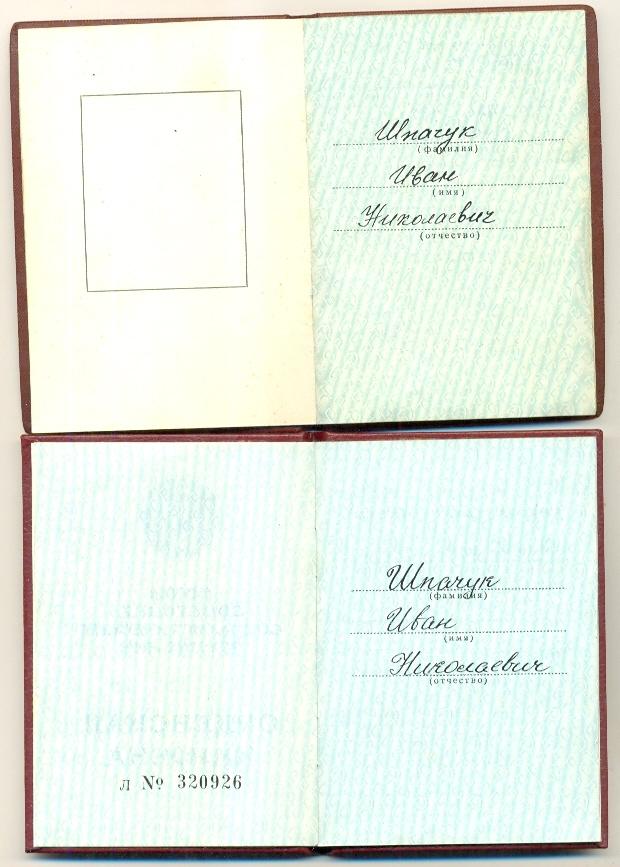 Шпачук
(фамилия)
Иван
(имя)
Николаевич
(отчество)
Шпачук
(фамилия)
Иван
(имя)
Николаевич
(отчество)
Л № 320926